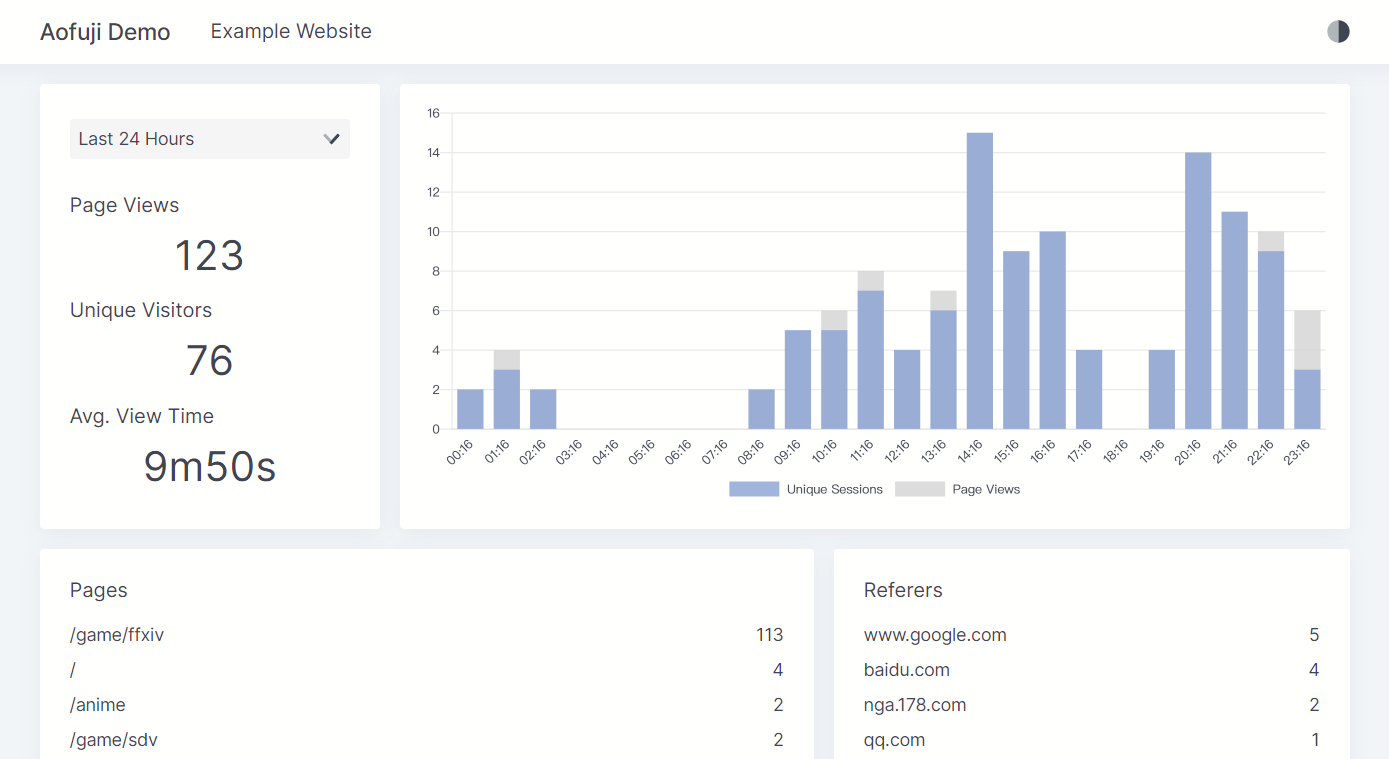 Aofuji Demo Example Website
Last 24 Hours
Page Views
123
Unique Visitors
76
Avg. View Time
9m50s
16
14
12
10
8
6
4
2
0
00:16 01:16 02:16 03:16 04:16 05:16 06:16 07:16 08:16 09:16 10:16 11:16 12:16 13:16 14:16 15:16 16:16 17:16 18:16 19:16 20:16 21:16 22:16 23:16
Unique Sessions Page Views
Pages
/game/ffxiv 113
/ 4
/anime 2
/game/sdv 2
Referers
www.google.com 5
baidu.com 4
nga.178.com 2
qq.com 1